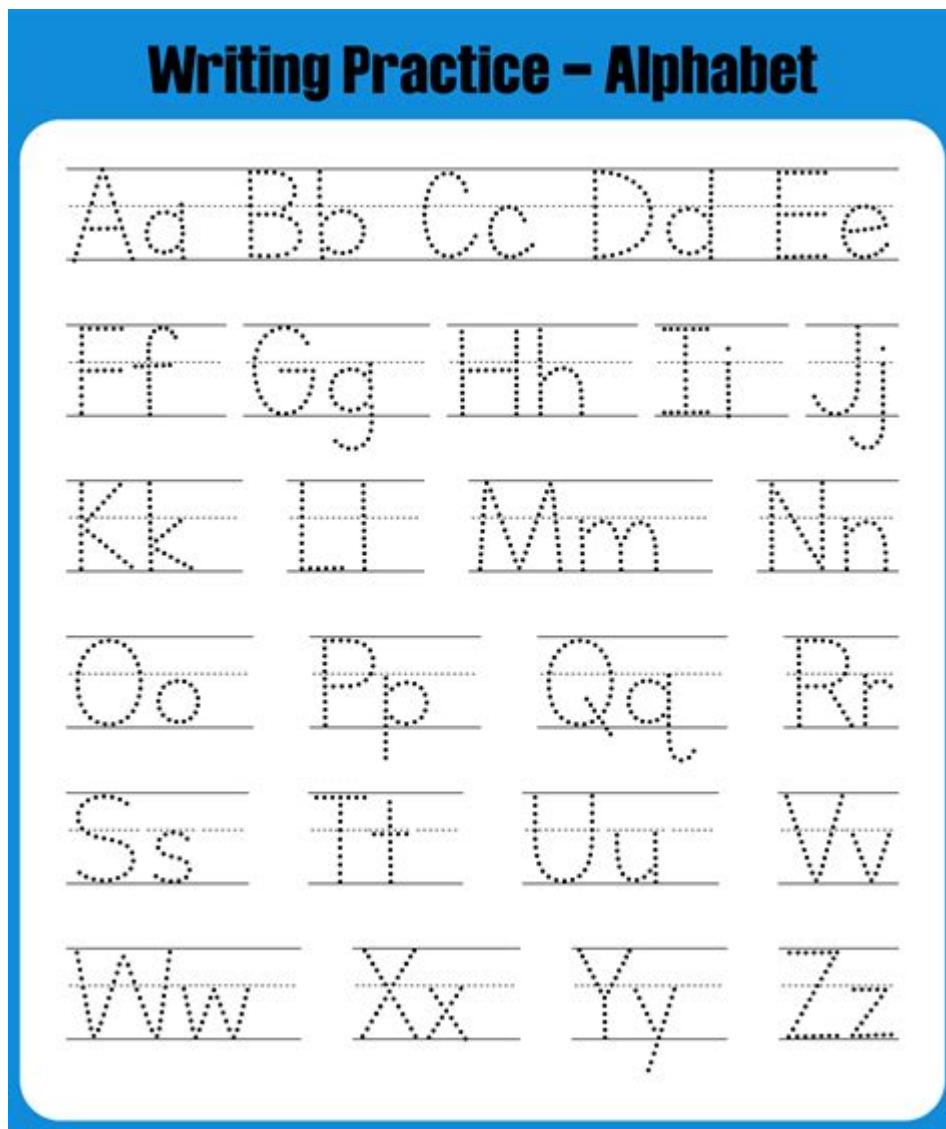 Writing Practice – Alphabet
Aa Bb Cc Dd Ee
Ff Gg Hh Ii Jj
Kk Ll Mm Nn
Oo Pp Qq Rr
Ss Tt Uu Vv
Ww Xx Yy Zz